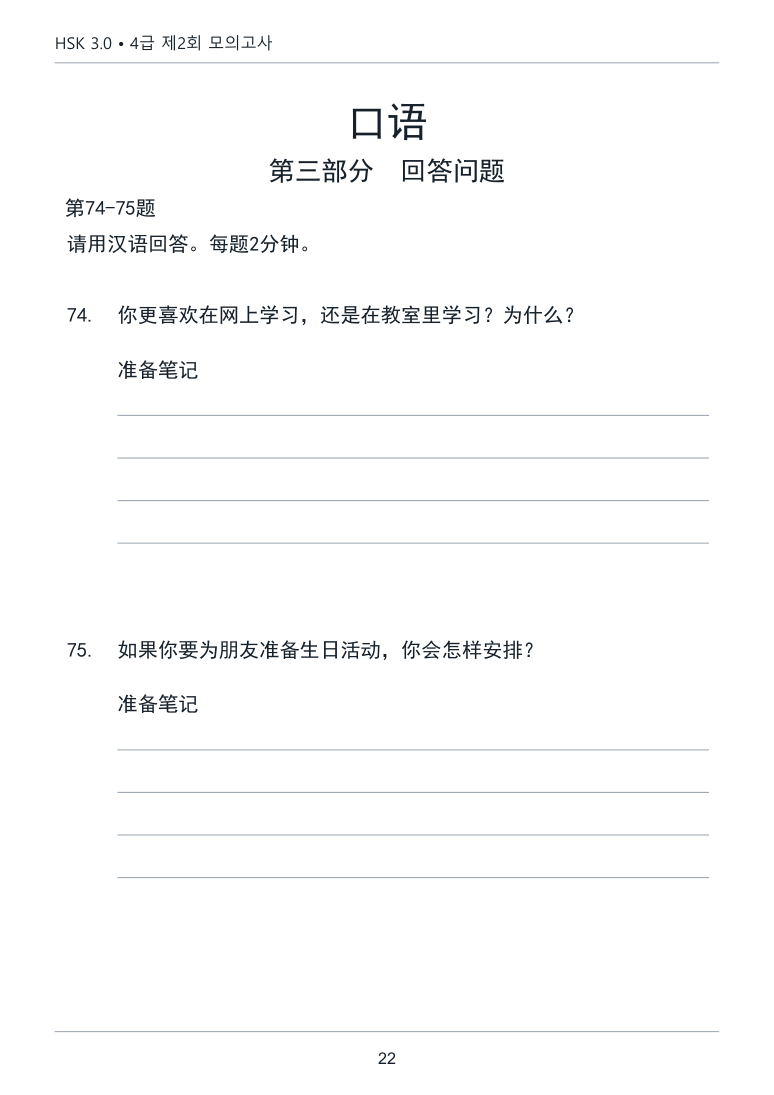 HSK 3.0 • 4급 제2회 모의고사
口语
第三部分　回答问题
第74-75题
请用汉语回答。每题2分钟。
74. 你更喜欢在网上学习，还是在教室里学习？为什么？
准备笔记
75. 如果你要为朋友准备生日活动，你会怎样安排？
准备笔记
22